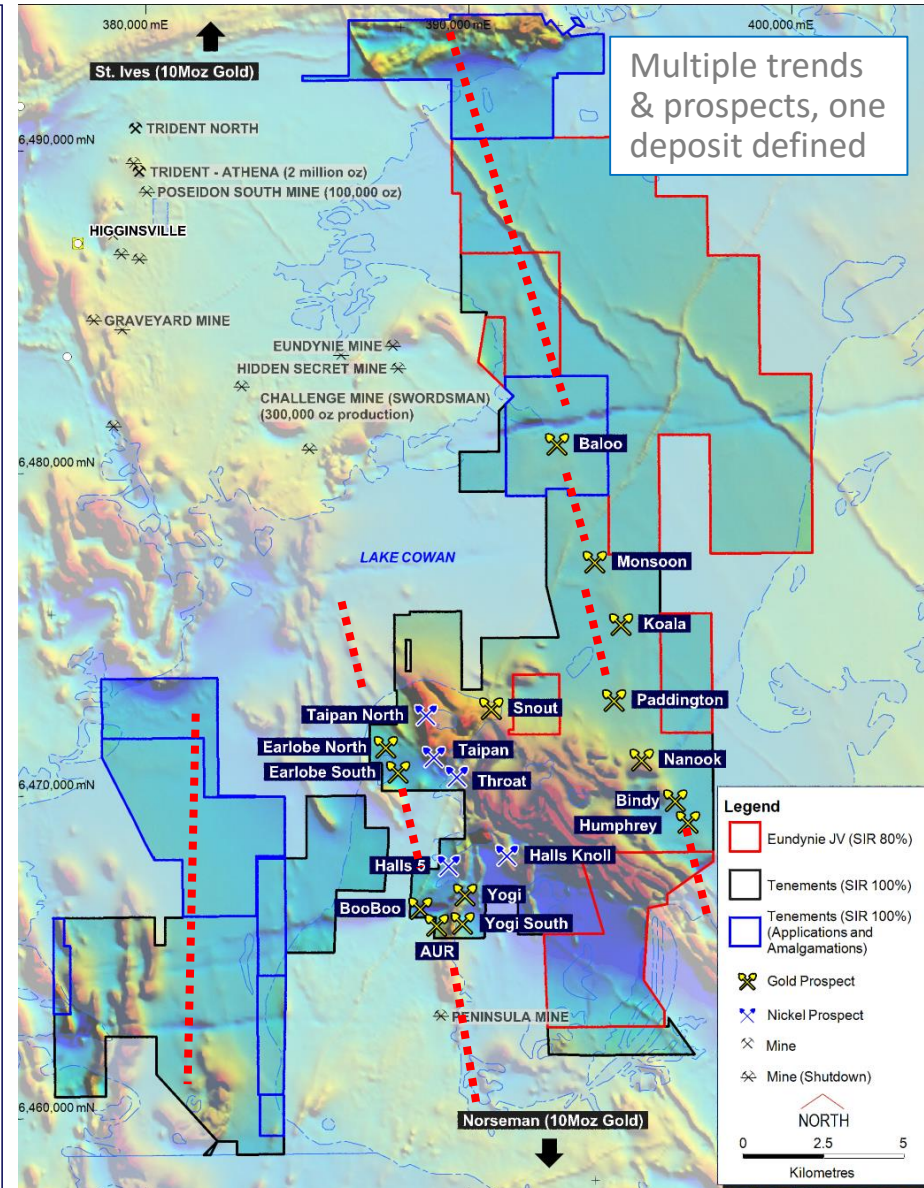 380,000 mE
390,000 mE
400,000 mE
St. Ives (10Moz Gold)
Multiple trends
& prospects, one
deposit defined
6,490,000 mN
TRIDENT NORTH
TRIDENT - ATHENA (2 million oz)
POSEIDON SOUTH MINE (100,000 oz)
HIGGINSVILLE
GRAVEYARD MINE
EUNDYNIE MINE
HIDDEN SECRET MINE
CHALLENGE MINE (SWORDSMAN)
(300,000 oz production)
Baloo
6,480,000 mN
LAKE COWAN
Monsoon
Koala
Paddington
Snout
Taipan North
Earlobe North
Taipan
Earlobe South
Throat
Nanook
6,470,000 mN
Bindy
Humphrey
Halls Knoll
Halls 5
Yogi
BooBoo
Yogi South
AUR
PENINSULA MINE
6,460,000 mN
Norseman (10Moz Gold)
Legend
Eundynie JV (SIR 80%)
Tenements (SIR 100%)
Tenements (SIR 100%)
(Applications and
Amalgamations)
Gold Prospect
Nickel Prospect
Mine
Mine (Shutdown)
NORTH
0 2.5 5
Kilometres